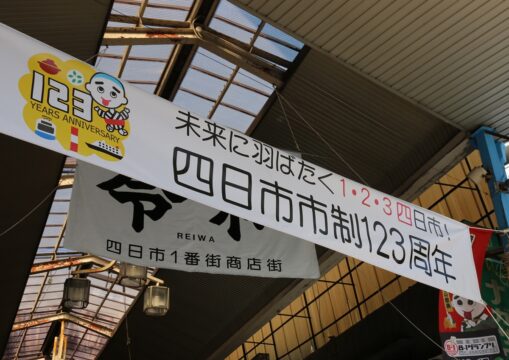 123
YEARS ANNIVERSARY
未来に羽ばたく1・2・3 四日市!
四日市市制123周年
令和
REIWA
四日市1番街商店街